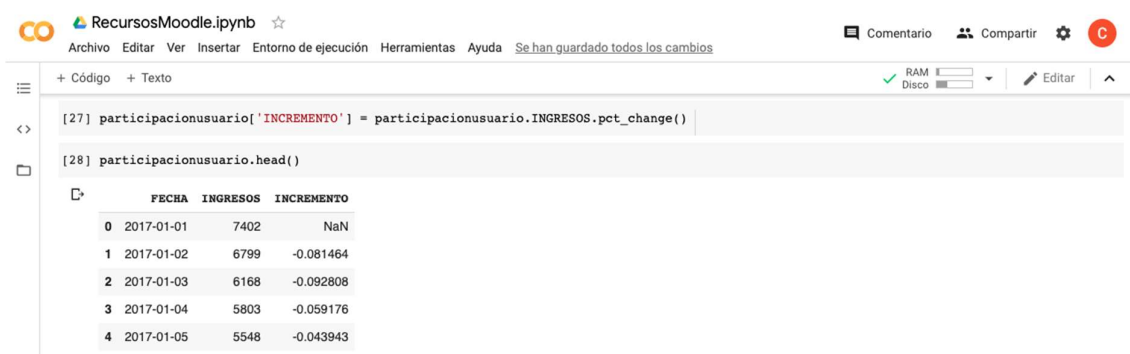 RecursosMoodle.ipynb
Comentario Compartir C
Archivo Editar Ver Insertar Entorno de ejecución Herramientas Ayuda Se han guardado todos los cambios
+ Código + Texto RAM Disco Editar
[27] participacionusuario['INCREMENTO'] = participacionusuario.INGRESOS.pct_change()
[28] participacionusuario.head()
FECHA INGRESOS INCREMENTO
0 2017-01-01 7402 NaN
1 2017-01-02 6799 -0.081464
2 2017-01-03 6168 -0.092808
3 2017-01-04 5803 -0.059176
4 2017-01-05 5548 -0.043943